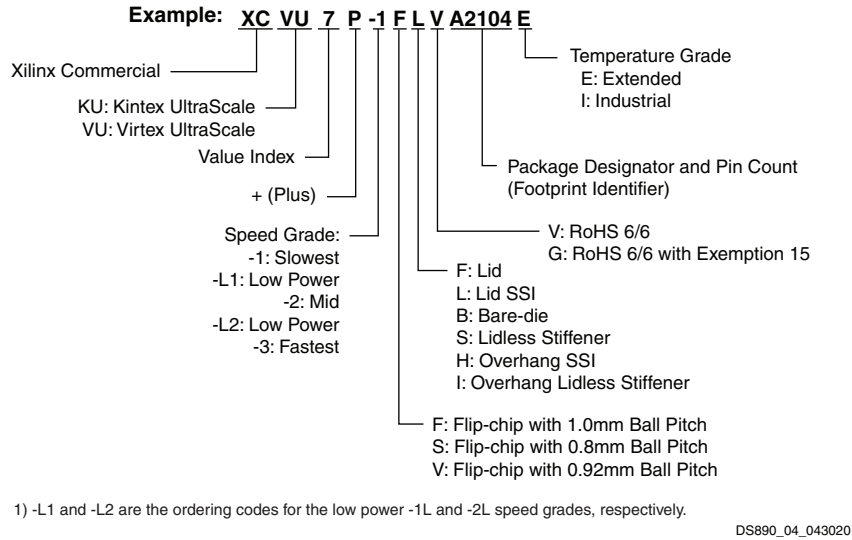 Example: XC VU 7 P -1 F L V A2104 E
Xilinx Commercial
KU: Kintex UltraScale
VU: Virtex UltraScale
Value Index
+ (Plus)
Speed Grade:
-1: Slowest
-L1: Low Power
-2: Mid
-L2: Low Power
-3: Fastest
Temperature Grade
E: Extended
I: Industrial
Package Designator and Pin Count
(Footprint Identifier)
V: RoHS 6/6
G: RoHS 6/6 with Exemption 15
F: Lid
L: Lid SSI
B: Bare-die
S: Lidless Stiffener
H: Overhang SSI
I: Overhang Lidless Stiffener
F: Flip-chip with 1.0mm Ball Pitch
S: Flip-chip with 0.8mm Ball Pitch
V: Flip-chip with 0.92mm Ball Pitch
1) -L1 and -L2 are the ordering codes for the low power -1L and -2L speed grades, respectively.
DS890_04_043020